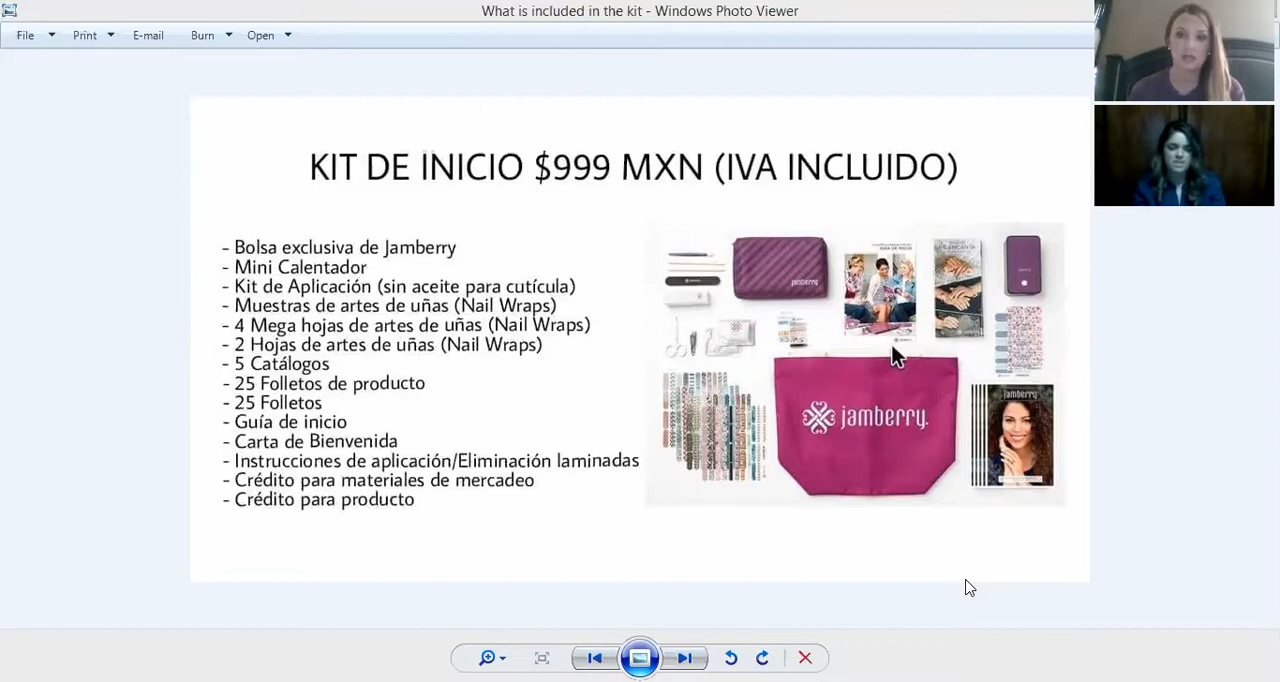 What is included in the kit - Windows Photo Viewer
File Print E-mail Burn Open
KIT DE INICIO $999 MXN (IVA INCLUIDO)
- Bolsa exclusiva de Jamberry
- Mini Calentador
- Kit de Aplicación (sin aceite para cutícula)
- Muestras de artes de uñas (Nail Wraps)
- 4 Mega hojas de artes de uñas (Nail Wraps)
- 2 Hojas de artes de uñas (Nail Wraps)
- 5 Catálogos
- 25 Folletos de producto
- 25 Folletos
- Guía de inicio
- Carta de Bienvenida
- Instrucciones de aplicación/Eliminación laminadas
- Crédito para materiales de mercadeo
- Crédito para producto
jamberry
GUÍA DE INICIO
jamberry.
jamberry